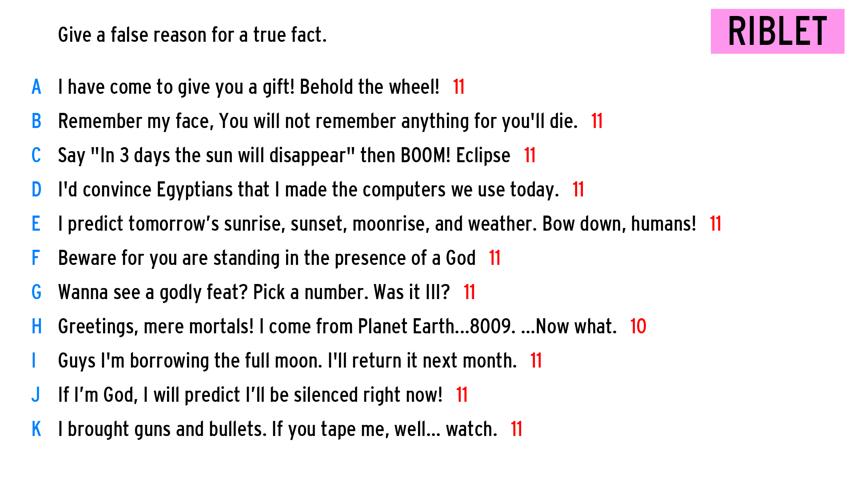 Give a false reason for a true fact.
RIBLET
A I have come to give you a gift! Behold the wheel! 11
B Remember my face, You will not remember anything for you'll die. 11
C Say "In 3 days the sun will disappear" then BOOM! Eclipse 11
D I'd convince Egyptians that I made the computers we use today. 11
E I predict tomorrow's sunrise, sunset, moonrise, and weather. Bow down, humans! 11
F Beware for you are standing in the presence of a God 11
G Wanna see a godly feat? Pick a number. Was it III? 11
H Greetings, mere mortals! I come from Planet Earth...8009. ...Now what. 10
I Guys I'm borrowing the full moon. I'll return it next month. 11
J If I'm God, I will predict I'll be silenced right now! 11
K I brought guns and bullets. If you tape me, well... watch. 11